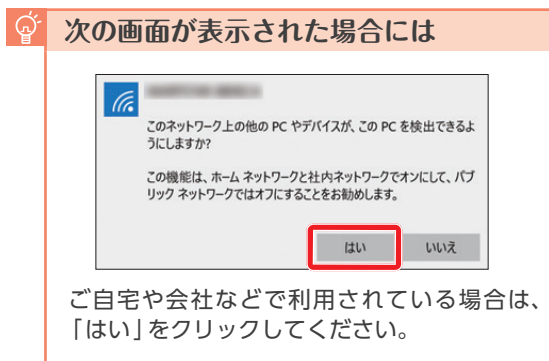 次の画面が表示された場合には
このネットワーク上の他の PC やデバイスが、この PC を検出できるよ
うにしますか?
この機能は、ホーム ネットワークと社内ネットワークでオンにして、パブ
リック ネットワークではオフにすることをお勧めします。
はい いいえ
ご自宅や会社などで利用されている場合は、
「はい」をクリックしてください。